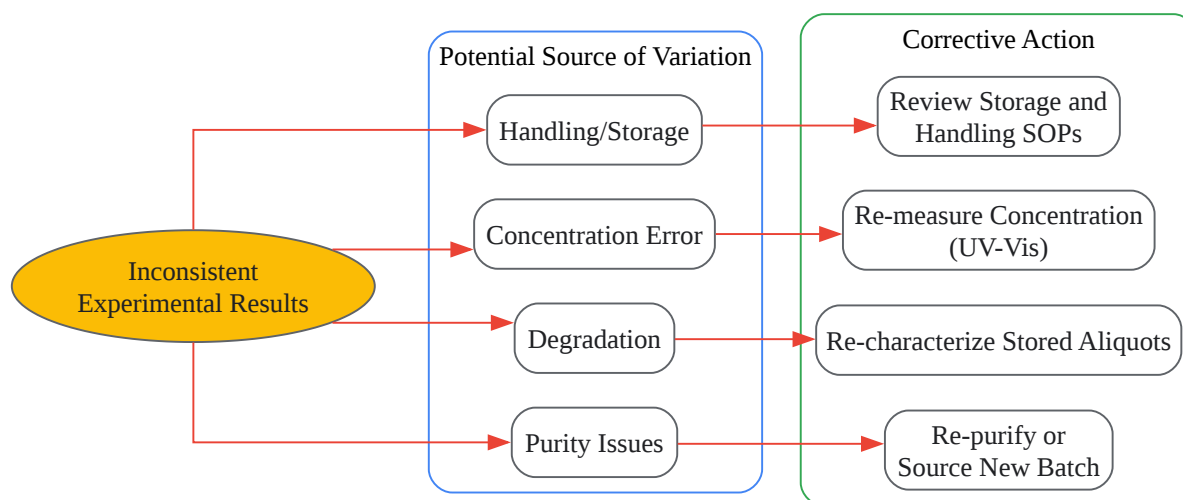 Potential Source of Variation
Corrective Action
Inconsistent
Experimental Results
Handling/Storage
Review Storage and
Handling SOPs
Concentration Error
Re-measure Concentration
(UV-Vis)
Degradation
Re-characterize Stored Aliquots
Purity Issues
Re-purify or
Source New Batch